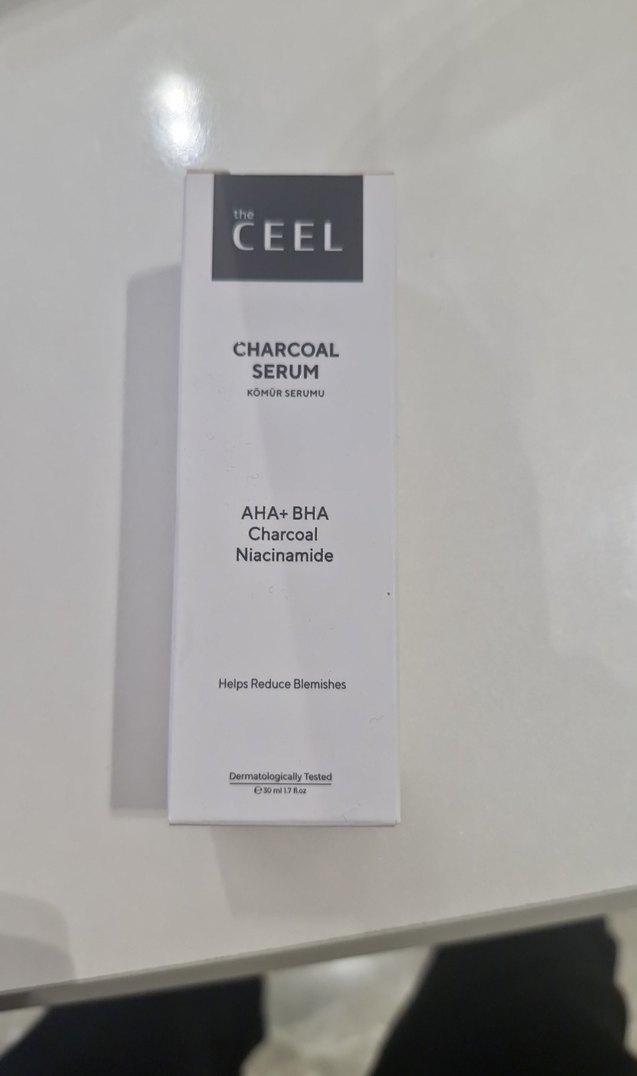 the
CEEL
CHARCOAL
SERUM
KÖMÜR SERUMU
AHA+ BHA
Charcoal
Niacinamide
Helps Reduce Blemishes
Dermatologically Tested
℮30 ml 1.7 fl.oz